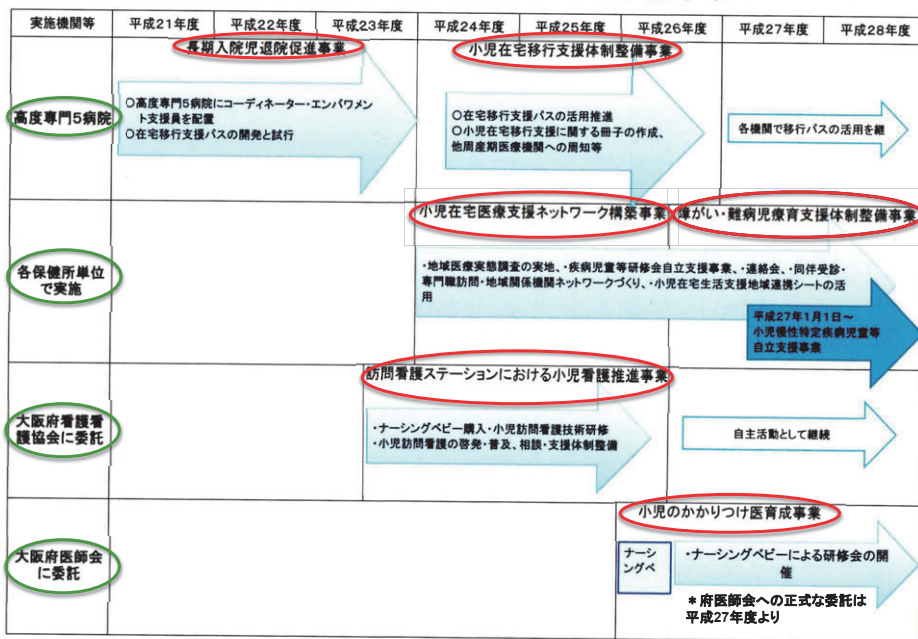 実施機関等
平成21年度
平成22年度
平成23年度
平成24年度
平成25年度
平成26年度
平成27年度
平成28年度
高度専門5病院
長期入院児退院促進事業
○高度専門5病院にコーディネーター・エンパワメン
ト支援員を配置
○在宅移行支援パスの開発と試行
小児在宅移行支援体制整備事業
○在宅移行支援パスの活用推進
○小児在宅移行支援に関する冊子の作成、
他周産期医療機関への周知等
各機関で移行パスの活用を継
各保健所単位
で実施
小児在宅医療支援ネットワーク構築事業
障がい・難病児療育支援体制整備事業
・地域医療実態調査の実地、・疾病児童等研修会自立支援事業、・連絡会、・同伴受診・
専門職訪問・地域関係機関ネットワークづくり、・小児在宅生活支援地域連携シートの活
用
平成27年1月1日～
小児慢性特定疾病児童等
自立支援事業
大阪府看護看
護協会に委託
訪問看護ステーションにおける小児看護推進事業
・ナーシングベビー購入・小児訪問看護技術研修
・小児訪問看護の啓発・普及、相談・支援体制整備
自主活動として継続
大阪府医師会
に委託
小児のかかりつけ医育成事業
ナーシ
ングベ
・ナーシングベビーによる研修会の開
催
＊府医師会への正式な委託は
平成27年度より